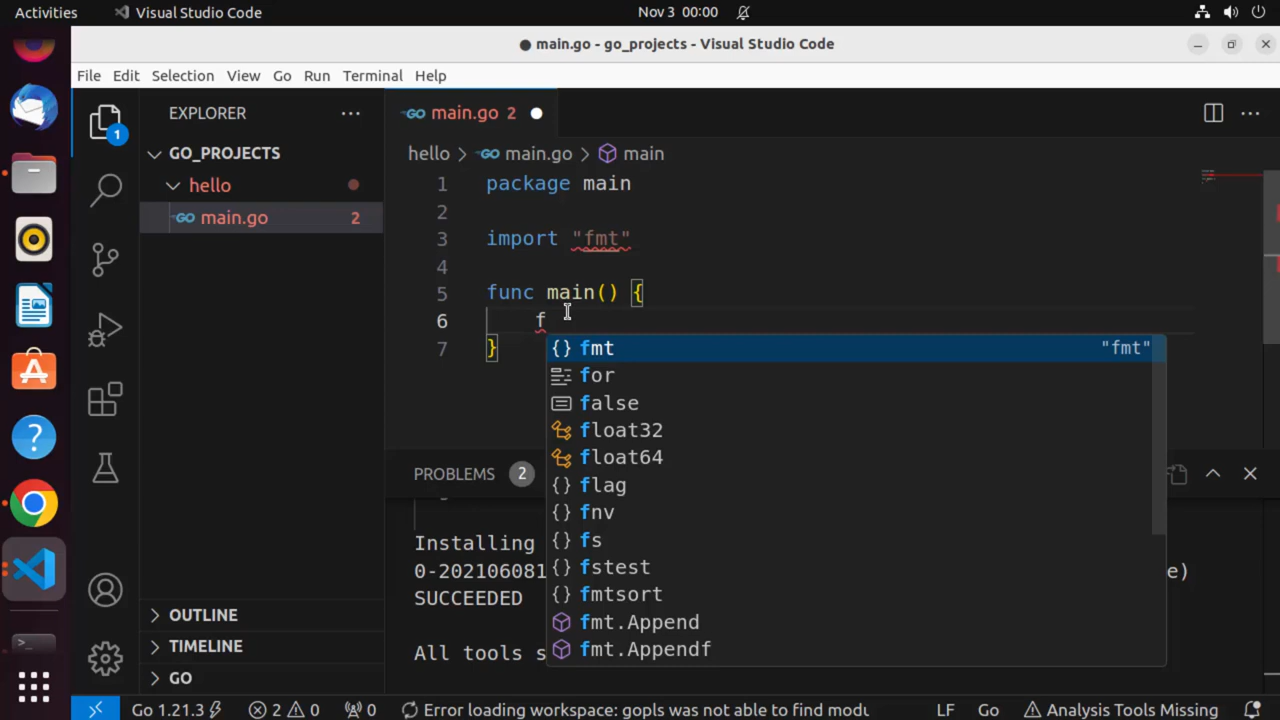 Activities
Visual Studio Code
Nov 3 00:00
main.go - go_projects - Visual Studio Code
File Edit Selection View Go Run Terminal Help
EXPLORER
main.go 2
1
GO_PROJECTS
hello
main.go 2
hello > main.go > main
1 package main
2
3 import "fmt"
4
5 func main() {
6 f
7 }
fmt "fmt"
for
false
float32
float64
flag
fnv
fs
fstest
fmtsort
fmt.Append
fmt.Appendf
PROBLEMS 2
Installing
0-202106081
e)
SUCCEEDED
All tools s
OUTLINE
TIMELINE
GO
Go 1.21.3 2 0 0 Error loading workspace: gopls was not able to find modu LF Go Analysis Tools Missing